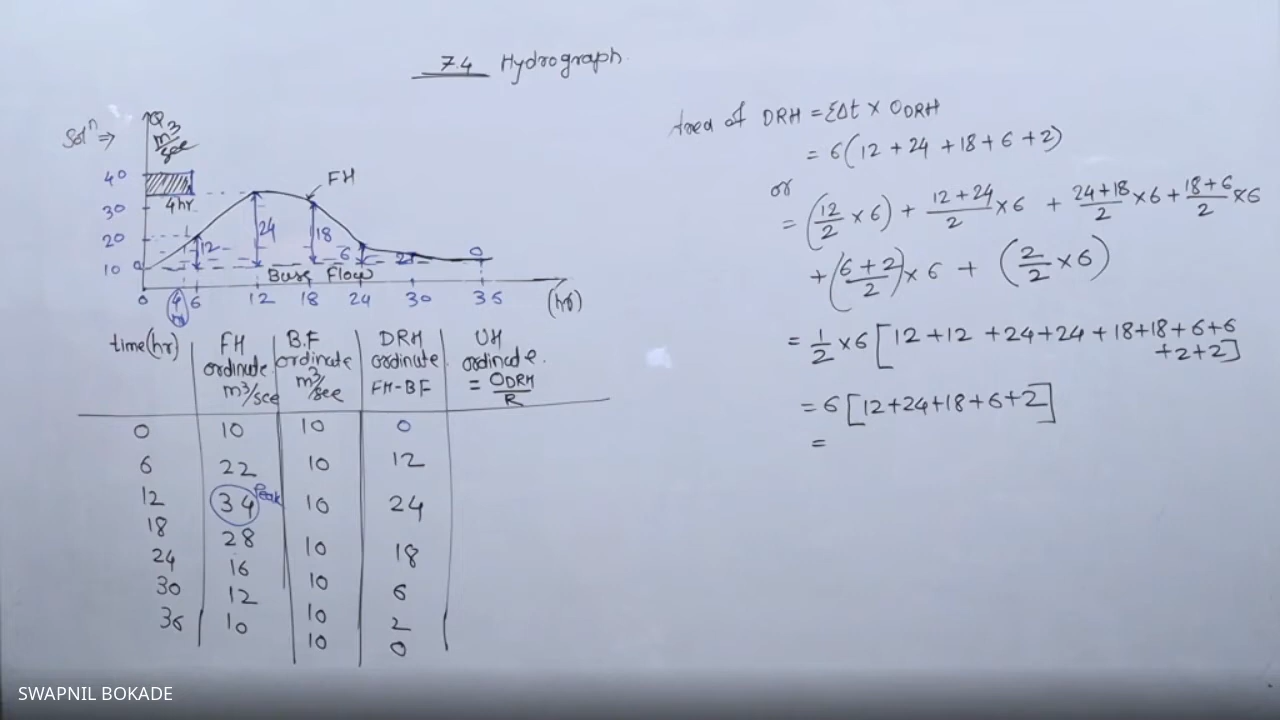 7.4 Hydrograph
Solⁿ ⇒
Q m³/sec
40
30
20
10
4hr
FH
12
24
18
6
2
0
0
Base Flow
0 4 hr 6 12 18 24 30 36 (hr)
time(hr) | FH ordinate m³/sec | B.F ordinate m³/sec | DRH ordinate FH-BF | UH ordinate. = ODRH/R
0 10 10 0
6 22 10 12
12 34 Peak 10 24
18 28 10 18
24 16 10 6
30 12 10 2
36 10 10 0
Area of DRH = ΣΔt × ODRH
= 6(12 + 24 + 18 + 6 + 2)
or
= (12/2 × 6) + 12+24/2 × 6 + 24+18/2 × 6 + 18+6/2 × 6
+ (6+2/2) × 6 + (2/2 × 6)
= 1/2 × 6 [12+12 +24+24 + 18+18+6+6
+2+2]
= 6 [12+24+18+6+2]
=
SWAPNIL BOKADE